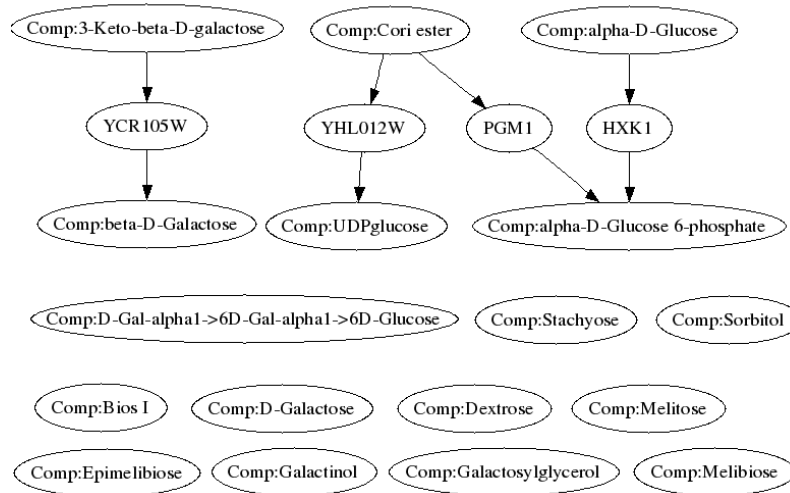 Comp:3-Keto-beta-D-galactose
Comp:Cori ester
Comp:alpha-D-Glucose
YCR105W
YHL012W
PGM1
HXK1
Comp:beta-D-Galactose
Comp:UDPglucose
Comp:alpha-D-Glucose 6-phosphate
Comp:D-Gal-alpha1->6D-Gal-alpha1->6D-Glucose
Comp:Stachyose
Comp:Sorbitol
Comp:Bios I
Comp:D-Galactose
Comp:Dextrose
Comp:Melitose
Comp:Epimelibiose
Comp:Galactinol
Comp:Galactosylglycerol
Comp:Melibiose